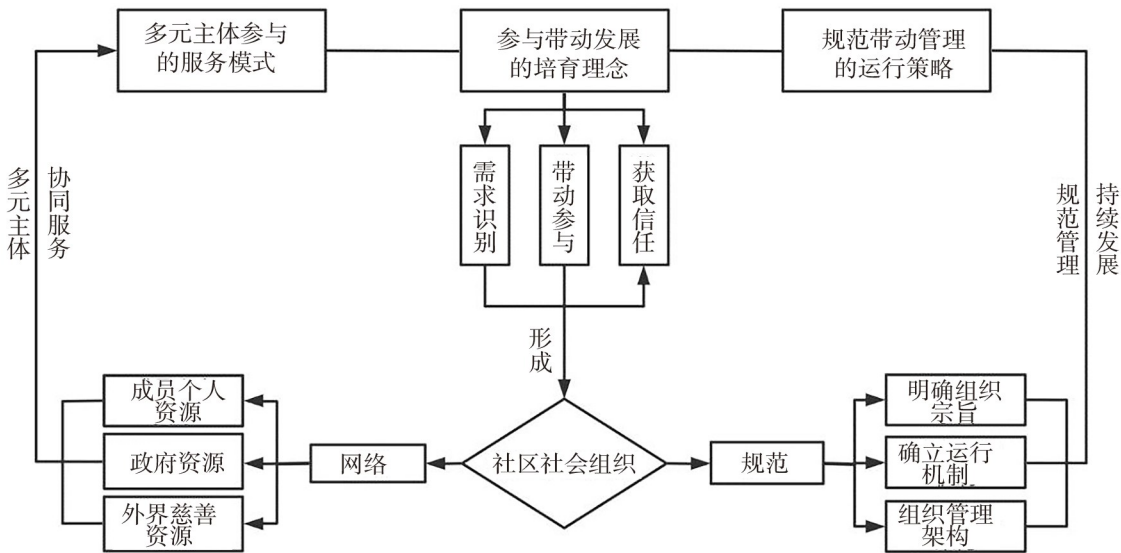 多元主体参与
的服务模式
参与带动发展
的培育理念
规范带动管理
的运行策略
需求识别
带动参与
获取信任
多元主体
协同服务
规范管理
持续发展
形成
成员个人
资源
政府资源
外界慈善
资源
网络
社区社会组织
规范
明确组织
宗旨
确立运行
机制
组织管理
架构